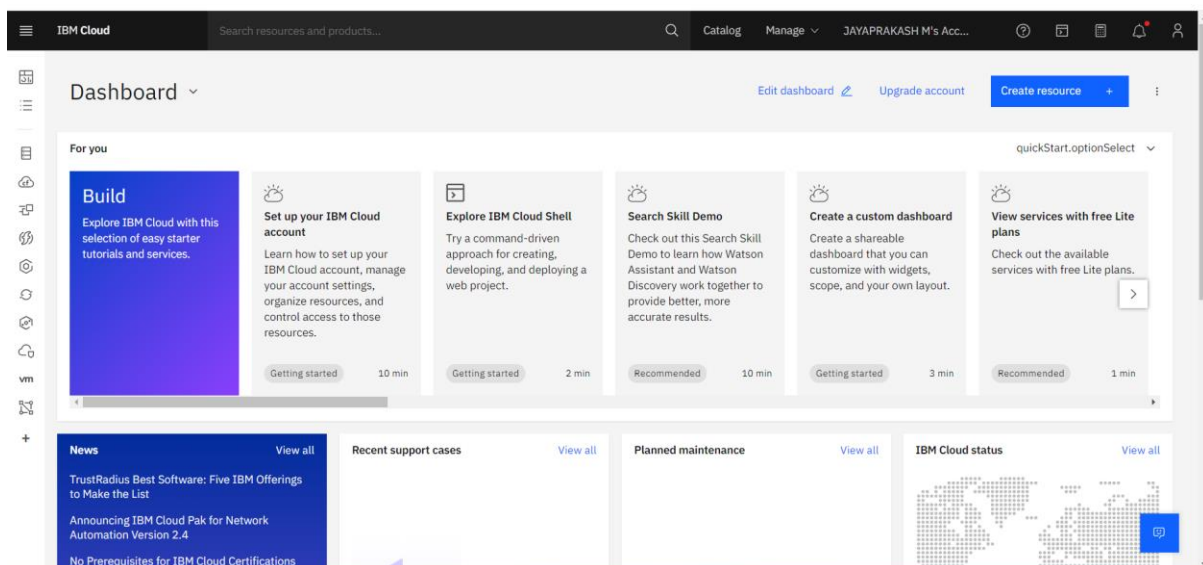 IBM Cloud
Search resources and products...
Catalog
Manage
JAYAPRAKASH M's Acc...
Dashboard
Edit dashboard
Upgrade account
Create resource +
For you
quickStart.optionSelect
Build
Explore IBM Cloud with this
selection of easy starter
tutorials and services.
Set up your IBM Cloud
account
Learn how to set up your
IBM Cloud account, manage
your account settings,
organize resources, and
control access to those
resources.
Getting started
10 min
Explore IBM Cloud Shell
Try a command-driven
approach for creating,
developing, and deploying a
web project.
Getting started
2 min
Search Skill Demo
Check out this Search Skill
Demo to learn how Watson
Assistant and Watson
Discovery work together to
provide better, more
accurate results.
Recommended
10 min
Create a custom dashboard
Create a shareable
dashboard that you can
customize with widgets,
scope, and your own layout.
Getting started
3 min
View services with free Lite
plans
Check out the available
services with free Lite plans.
Recommended
1 min
vm
News
View all
TrustRadius Best Software: Five IBM Offerings
to Make the List
Announcing IBM Cloud Pak for Network
Automation Version 2.4
No Prerequisites for IBM Cloud Certifications
Recent support cases
View all
Planned maintenance
View all
IBM Cloud status
View all